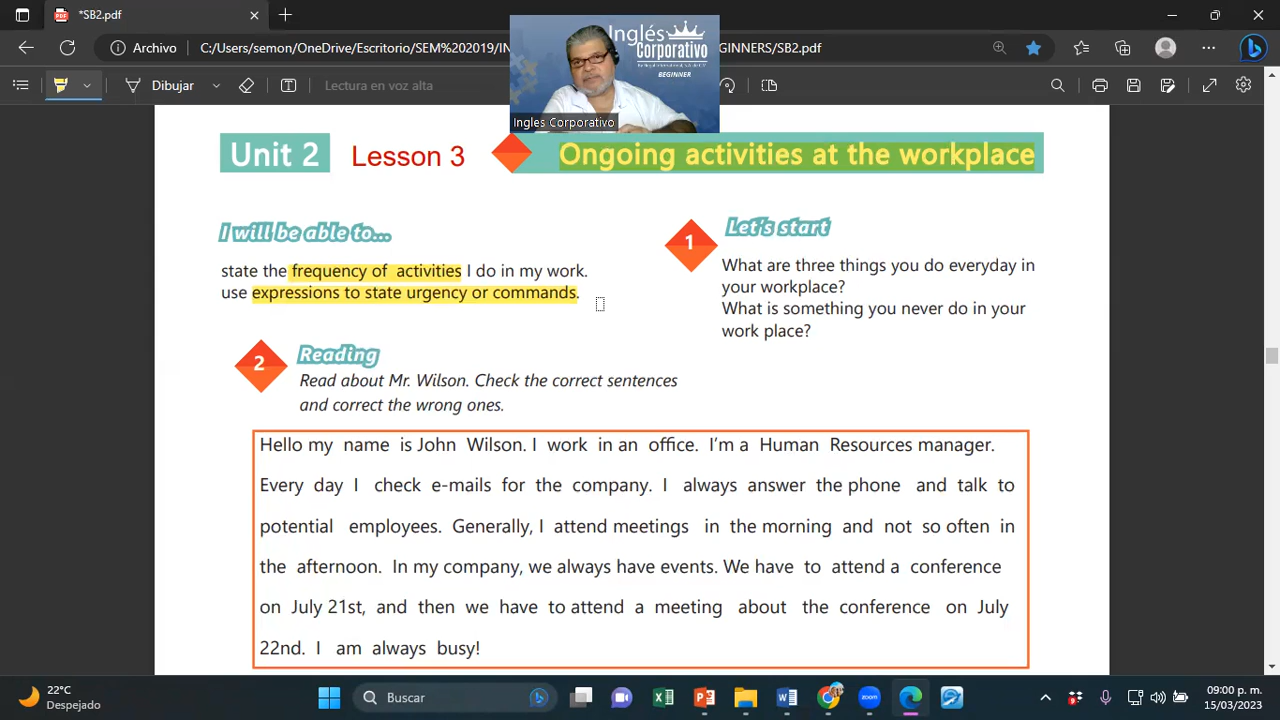 *SB2.pdf
Archivo
C:/Users/semon/OneDrive/Escritorio/SEM%202019/IN
GINNERS/SB2.pdf
Dibujar
Lectura en voz alta
Inglés
Corporativo
BEGINNER
Ingles Corporativo
Unit 2
Lesson 3
Ongoing activities at the workplace
I will be able to...
state the frequency of activities I do in my work.
use expressions to state urgency or commands.
1
Let's start
What are three things you do everyday in
your workplace?
What is something you never do in your
work place?
2
Reading
Read about Mr. Wilson. Check the correct sentences
and correct the wrong ones.
Hello my name is John Wilson. I work in an office. I'm a Human Resources manager.
Every day I check e-mails for the company. I always answer the phone and talk to
potential employees. Generally, I attend meetings in the morning and not so often in
the afternoon. In my company, we always have events. We have to attend a conference
on July 21st, and then we have to attend a meeting about the conference on July
22nd. I am always busy!
22°C
Despejado
Buscar
09:00 p. m.
15/03/2023